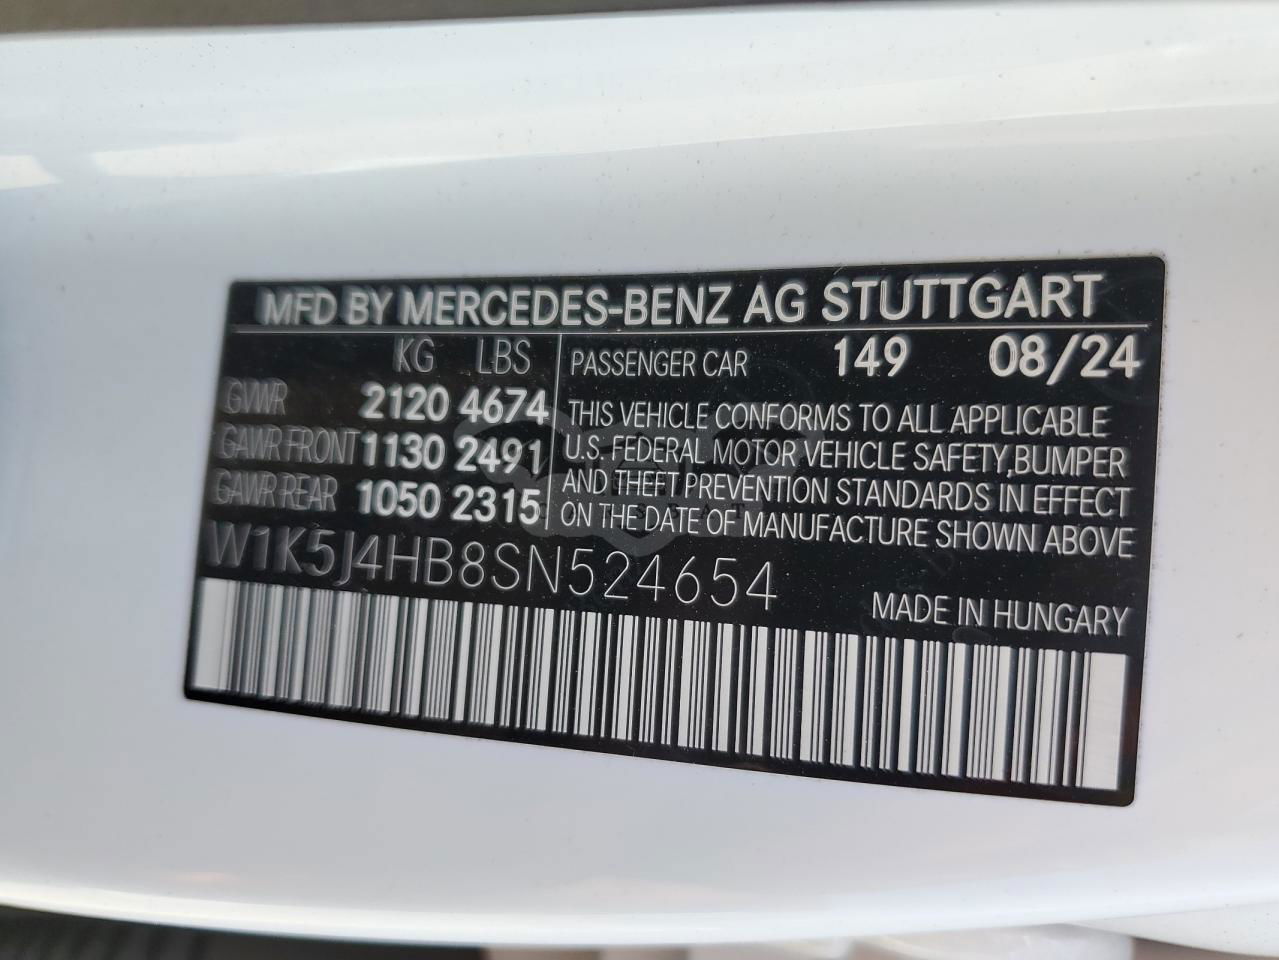 MFD BY MERCEDES-BENZ AG STUTTGART
KG LBS
GVWR 2120 4674
GAWR FRONT 1130 2491
GAWR REAR 1050 2315
PASSENGER CAR 149 08/24
THIS VEHICLE CONFORMS TO ALL APPLICABLE
U.S. FEDERAL MOTOR VEHICLE SAFETY,BUMPER
AND THEFT PREVENTION STANDARDS IN EFFECT
ON THE DATE OF MANUFACTURE SHOWN ABOVE
W1K5J4HB8SN524654
MADE IN HUNGARY